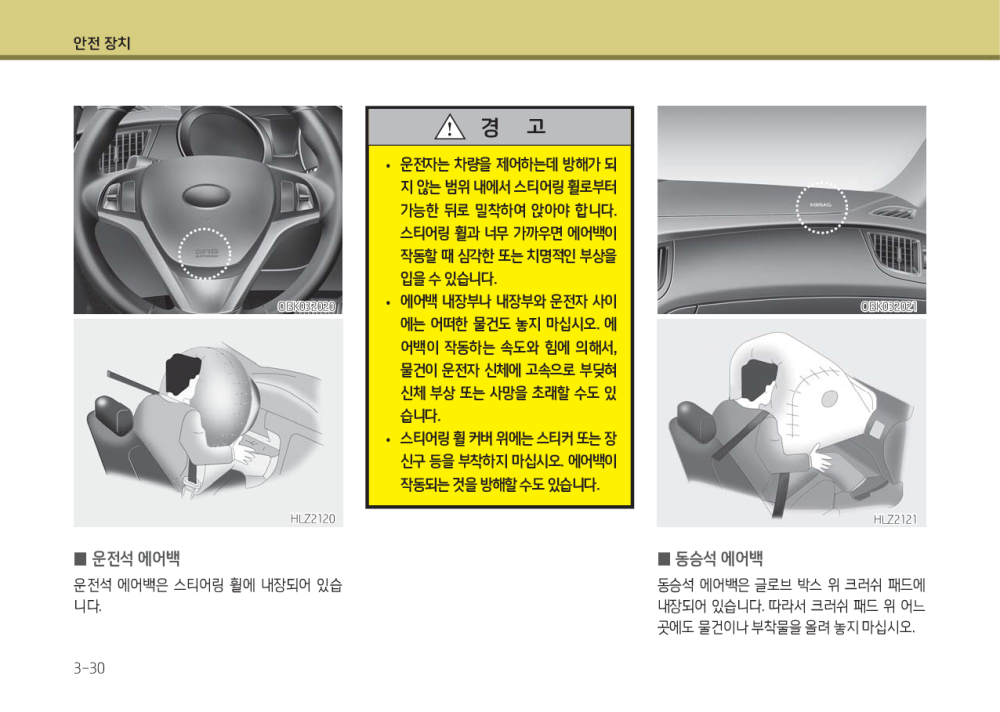 안전 장치
OBK032020
HLZ2120
■ 운전석 에어백
운전석 에어백은 스티어링 휠에 내장되어 있습
니다.
경 고
• 운전자는 차량을 제어하는데 방해가 되
지 않는 범위 내에서 스티어링 휠로부터
가능한 뒤로 밀착하여 앉아야 합니다.
스티어링 휠과 너무 가까우면 에어백이
작동할 때 심각한 또는 치명적인 부상을
입을 수 있습니다.
• 에어백 내장부나 내장부와 운전자 사이
에는 어떠한 물건도 놓지 마십시오. 에
어백이 작동하는 속도와 힘에 의해서,
물건이 운전자 신체에 고속으로 부딪혀
신체 부상 또는 사망을 초래할 수도 있
습니다.
• 스티어링 휠 커버 위에는 스티커 또는 장
신구 등을 부착하지 마십시오. 에어백이
작동되는 것을 방해할 수도 있습니다.
AIRBAG
OBK032021
HLZ2121
■ 동승석 에어백
동승석 에어백은 글로브 박스 위 크러쉬 패드에
내장되어 있습니다. 따라서 크러쉬 패드 위 어느
곳에도 물건이나 부착물을 올려 놓지 마십시오.
3-30